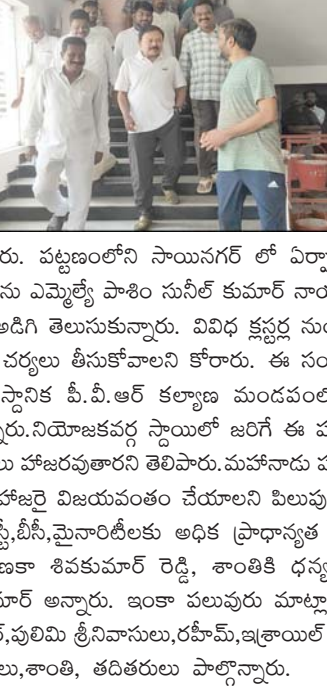 రు. పట్టణంలోని సాయినగర్ లో ఏర్పా
ను ఎమ్మెల్యే పాశిం సునీల్ కుమార్ నాయ
అడిగి తెలుసుకున్నారు. వివిధ క్లస్టర్ల నుం
చర్యలు తీసుకోవాలని కోరారు. ఈ సం
స్థానిక పీ.వీ.ఆర్ కల్యాణ మండపంల
న్నరు.నియోజకవర్గ స్థాయిలో జరిగే ఈ ప
లు హాజరవుతారని తెలిపారు.మహానాడు ప
హాజరై విజయవంతం చేయాలని పిలుపు
స్టీ,బీసీ,మైనారిటీలకు అధిక ప్రాధాన్యత
ణకా శివకుమార్ రెడ్డి, శాంతికి ధన్య
మార్ అన్నారు. ఇంకా పలువురు మాట్లా
ర్,పులిమి శ్రీనివాసులు,రహీమ్,ఇశ్రాయిల్
లు,శాంతి, తదితరులు పాల్గొన్నారు.